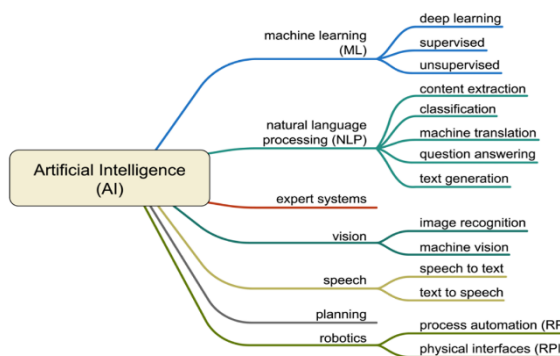 Artificial Intelligence
(AI)
machine learning
(ML)
deep learning
supervised
unsupervised
natural language
processing (NLP)
content extraction
classification
machine translation
question answering
text generation
expert systems
vision
image recognition
machine vision
speech
speech to text
text to speech
planning
robotics
process automation (RP
physical interfaces (RPI